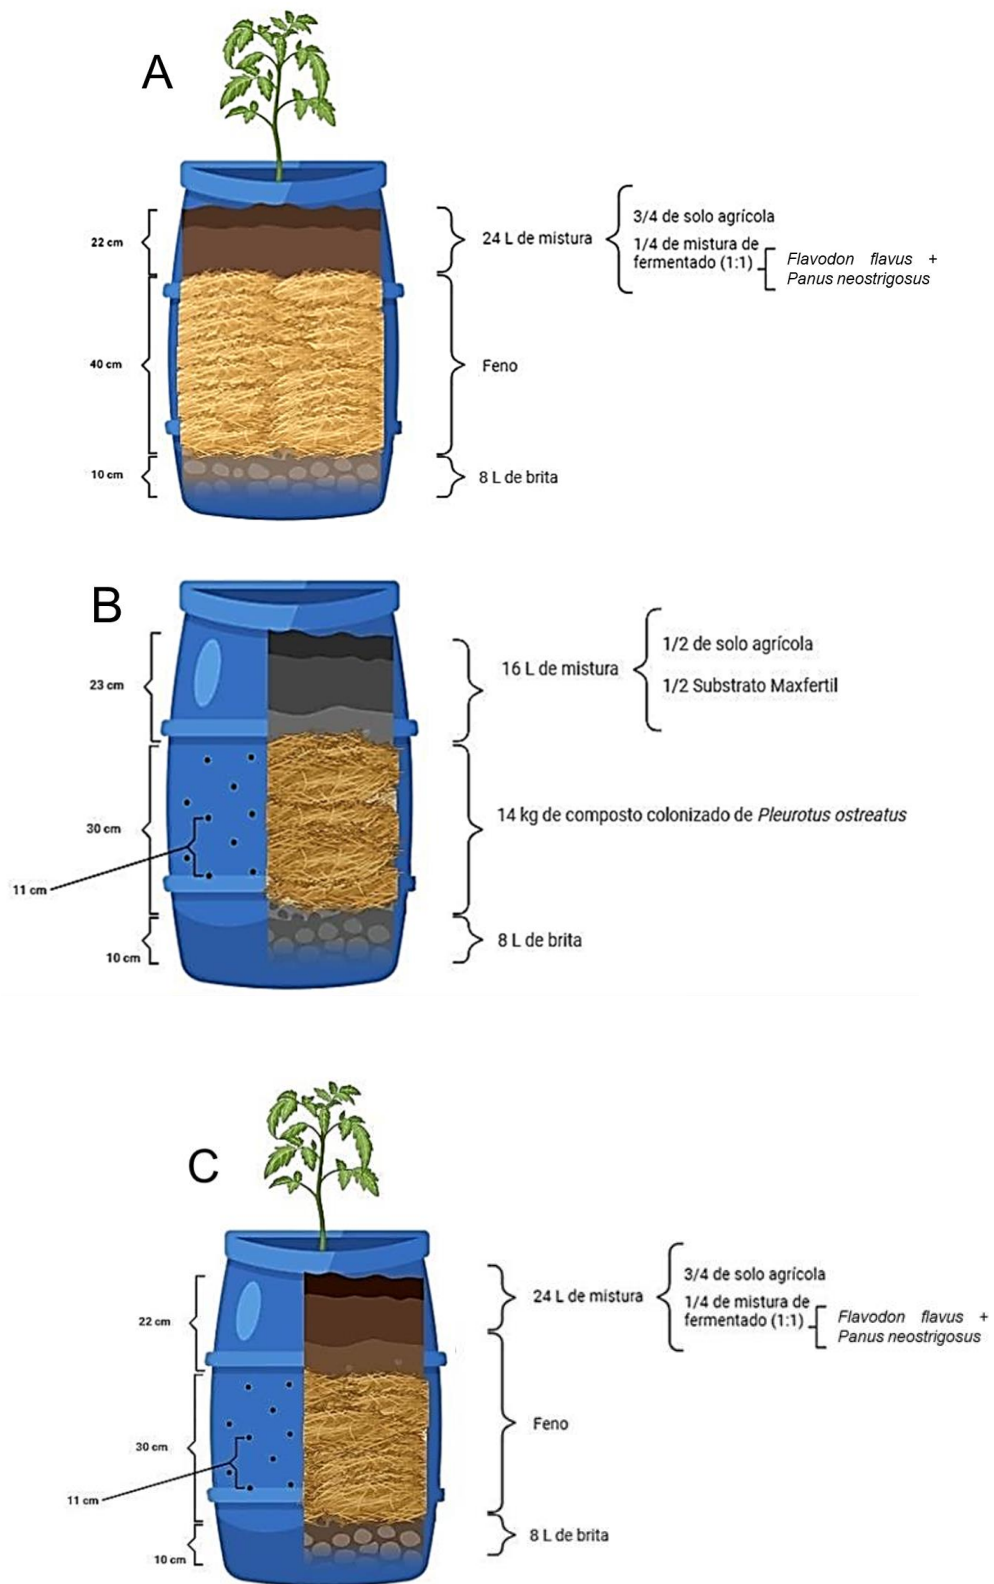 A
22 cm
24 L de mistura
3/4 de solo agrícola
1/4 de mistura de
fermentado (1:1)
Flavodon flavus +
Panus neostrigosus
40 cm
Feno
10 cm
8 L de brita
B
23 cm
16 L de mistura
1/2 de solo agrícola
1/2 Substrato Maxfertil
30 cm
14 kg de composto colonizado de Pleurotus ostreatus
11 cm
10 cm
8 L de brita
C
22 cm
24 L de mistura
3/4 de solo agrícola
1/4 de mistura de
fermentado (1:1)
Flavodon flavus +
Panus neostrigosus
30 cm
Feno
11 cm
10 cm
8 L de brita